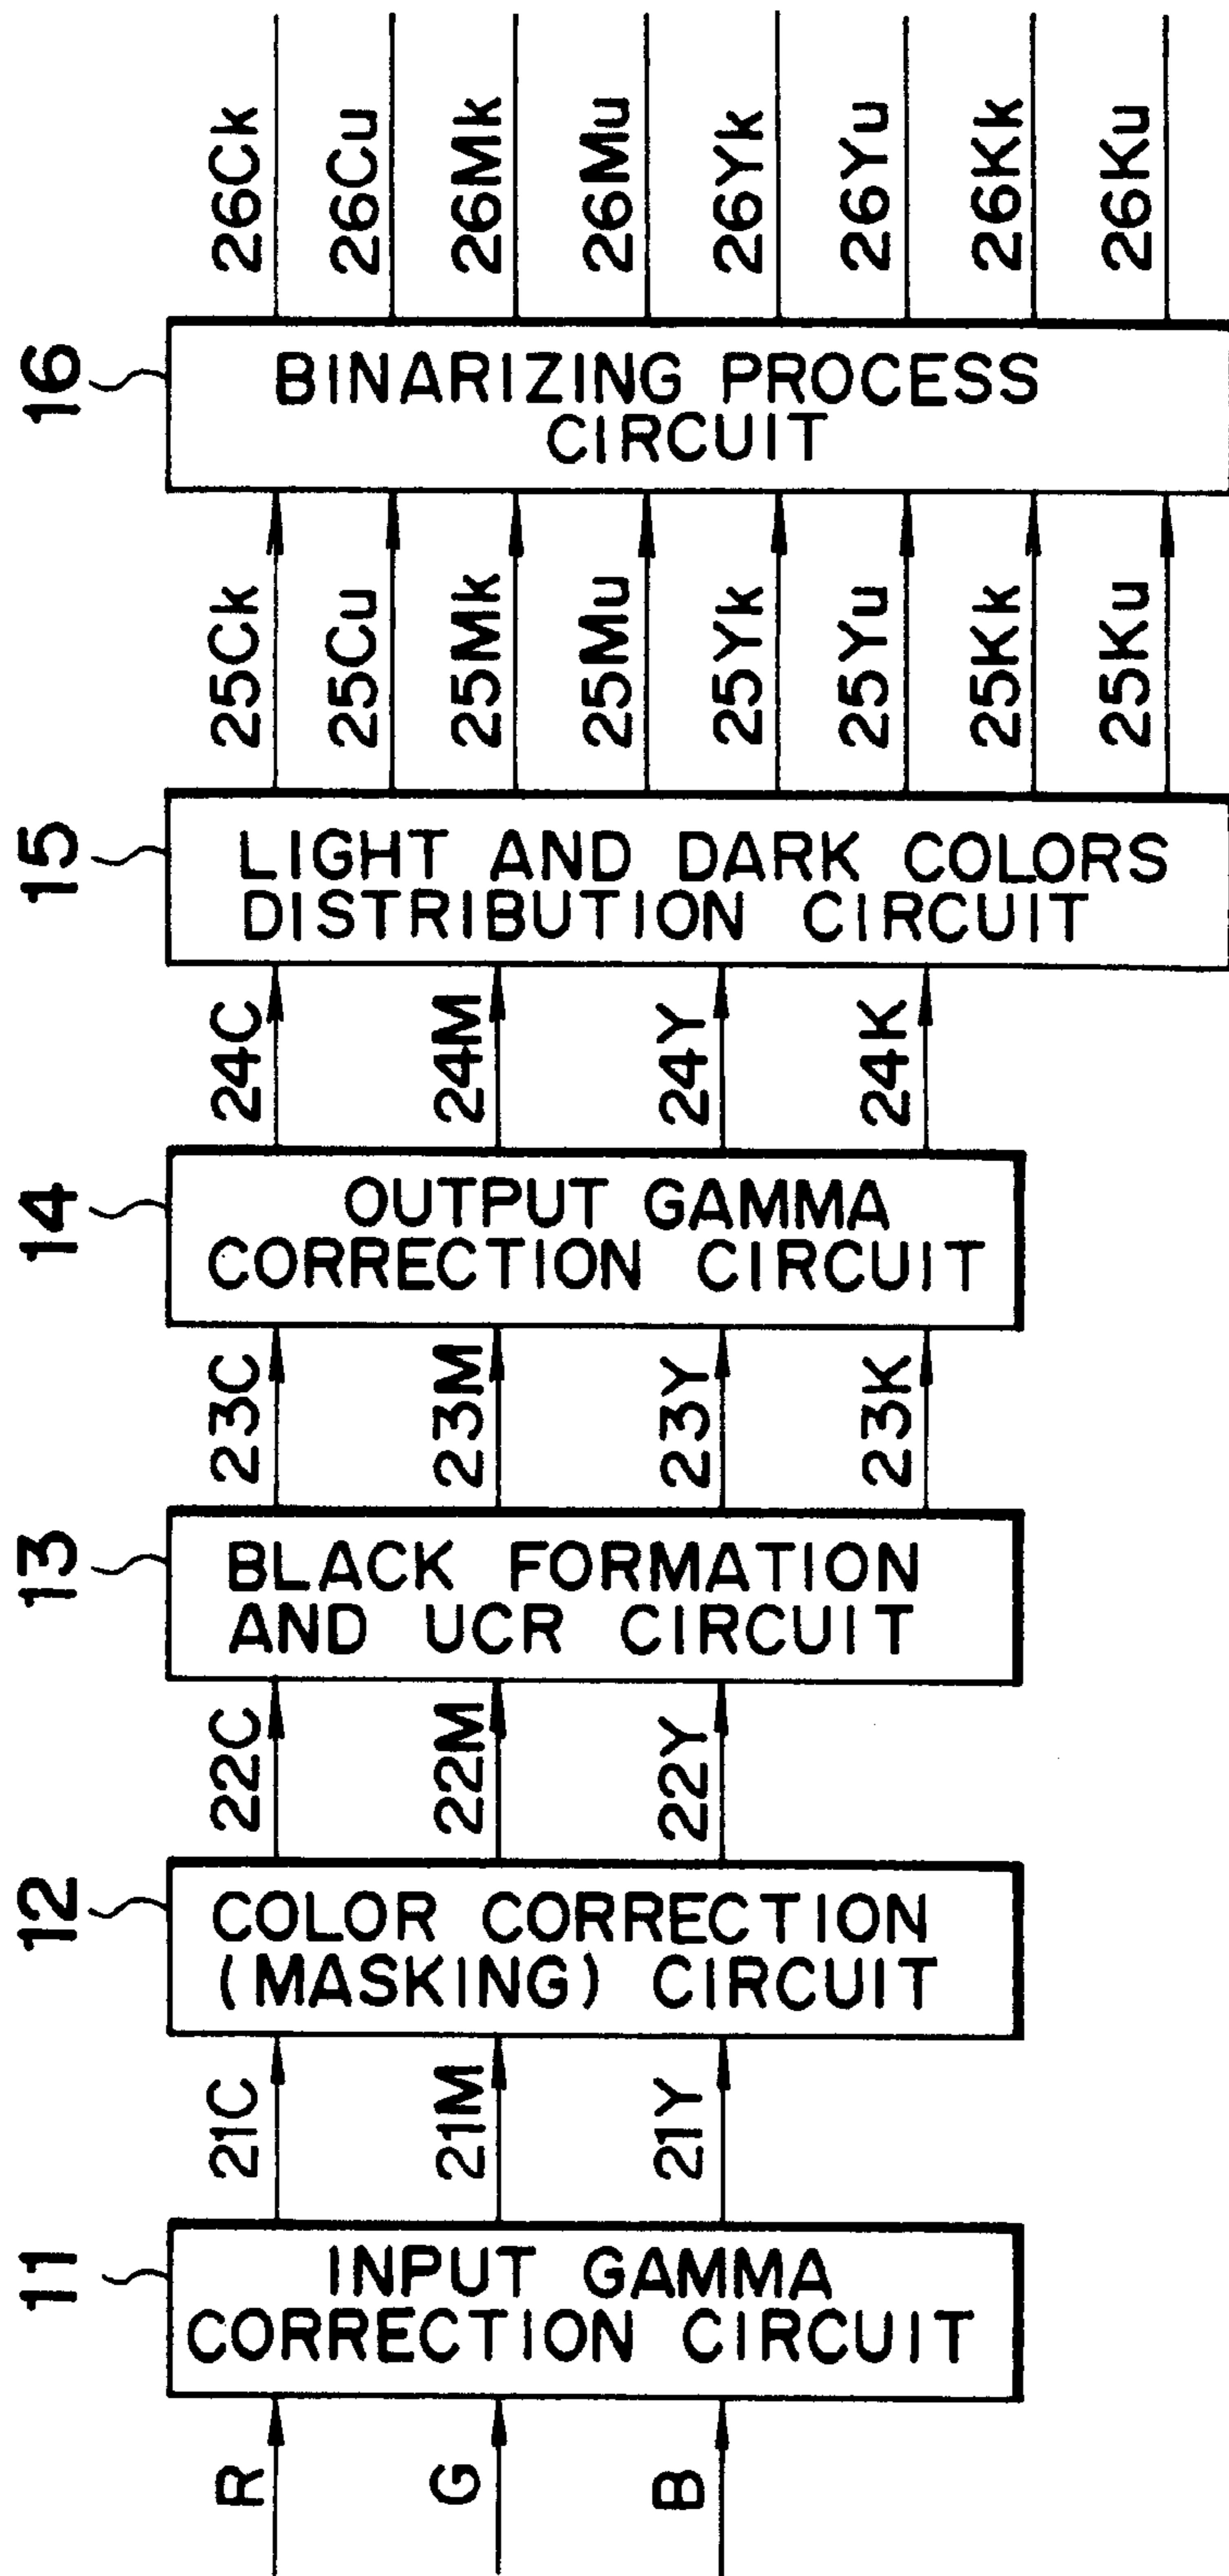 16
26Ck
26Cu
26Mk
26Mu
26Yk
26Yu
26Kk
26Ku
BINARIZING PROCESS
CIRCUIT
25Ck
25Cu
25Mk
25Mu
25Yk
25Yu
25Kk
25Ku
15
LIGHT AND DARK COLORS
DISTRIBUTION CIRCUIT
24C
24M
24Y
24K
14
OUTPUT GAMMA
CORRECTION CIRCUIT
23C
23M
23Y
23K
13
BLACK FORMATION
AND UCR CIRCUIT
22C
22M
22Y
12
COLOR CORRECTION
(MASKING) CIRCUIT
21C
21M
21Y
11
INPUT GAMMA
CORRECTION CIRCUIT
R
G
B